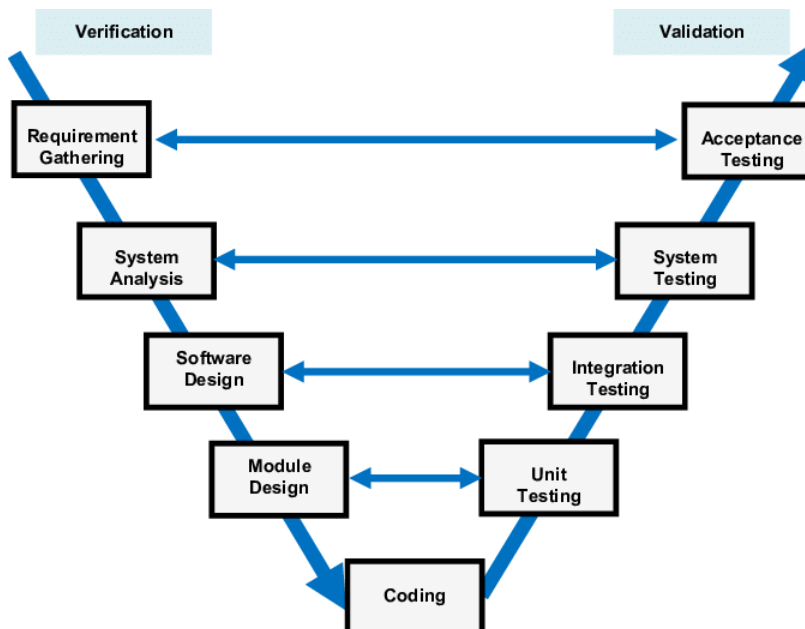 Verification
Validation
Requirement
Gathering
Acceptance
Testing
System
Analysis
System
Testing
Software
Design
Integration
Testing
Module
Design
Unit
Testing
Coding